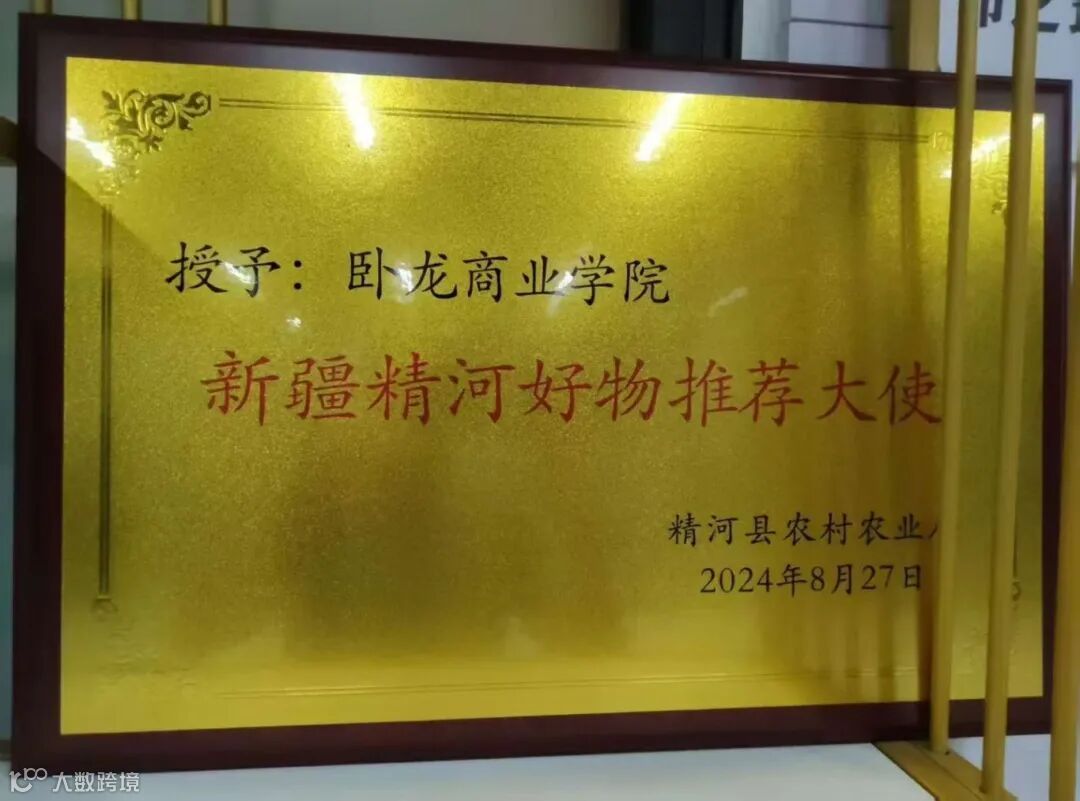 授予：卧龙商业学院
新疆精河好物推荐大使
精河县农村农业
2024年8月27日
大数跨境